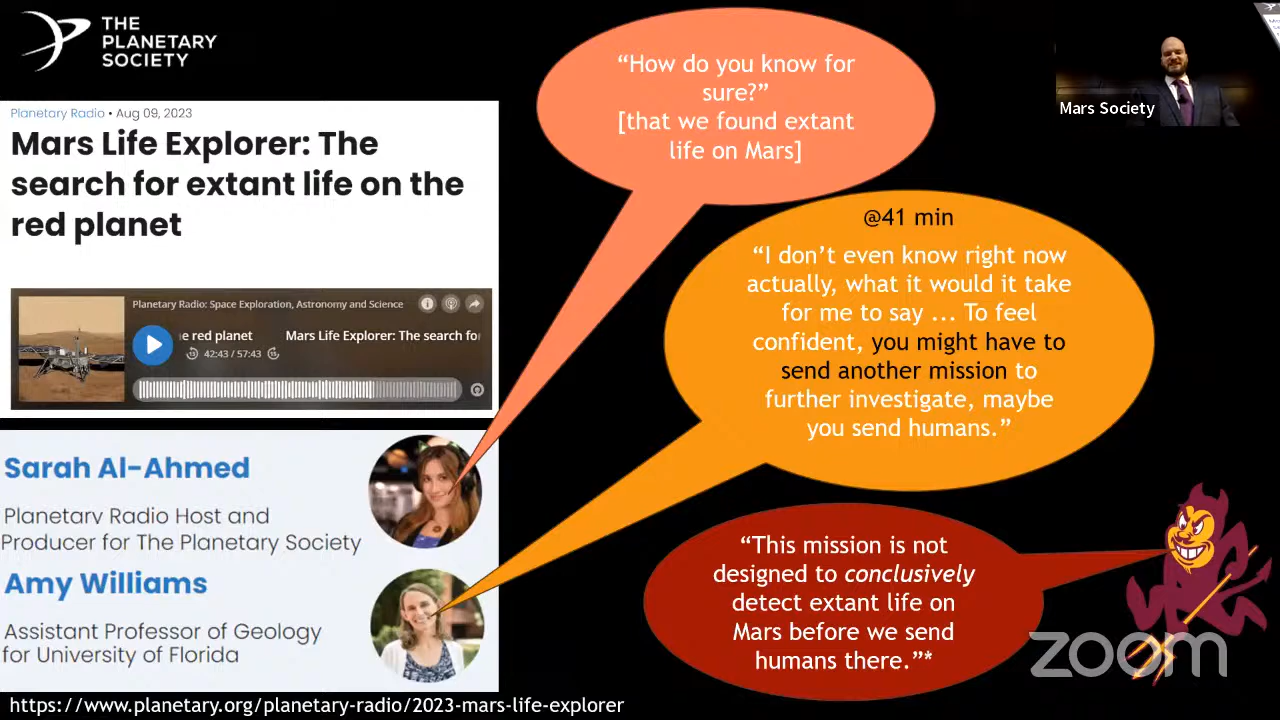 THE
PLANETARY
SOCIETY
Planetary Radio • Aug 09, 2023
Mars Life Explorer: The
search for extant life on the
red planet
Planetary Radio: Space Exploration, Astronomy and Science
e red planet
Mars Life Explorer: The search fo
15
42:43 / 57:43
15
Sarah Al-Ahmed
Planetary Radio Host and
Producer for The Planetary Society
Amy Williams
Assistant Professor of Geology
for University of Florida
https://www.planetary.org/planetary-radio/2023-mars-life-explorer
“How do you know for
sure?”
[that we found extant
life on Mars]
@41 min
“I don’t even know right now
actually, what it would it take
for me to say ... To feel
confident, you might have to
send another mission to
further investigate, maybe
you send humans.”
“This mission is not
designed to conclusively
detect extant life on
Mars before we send
humans there.”*
Mars Society
zoom